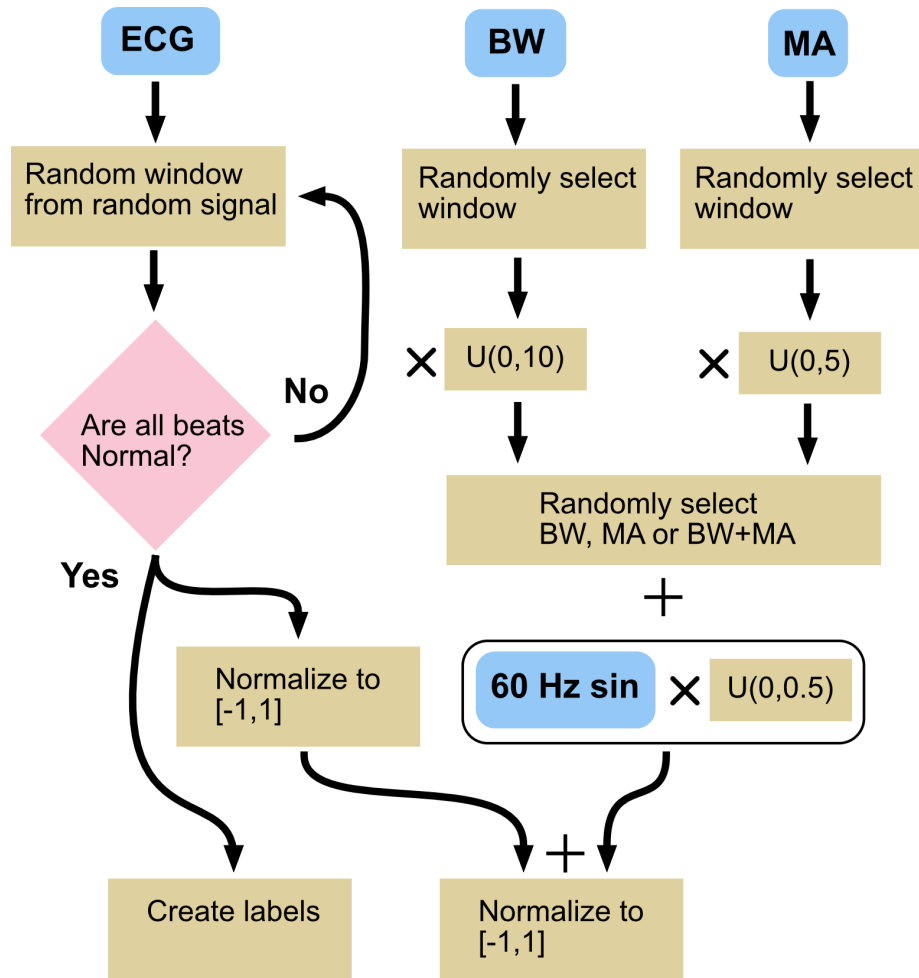 ECG
BW
MA
Random window
from random signal
Randomly select
window
Randomly select
window
× U(0,10)
× U(0,5)
No
Are all beats
Normal?
Randomly select
BW, MA or BW+MA
Yes
+
Normalize to
[-1,1]
60 Hz sin × U(0,0.5)
+
Create labels
Normalize to
[-1,1]